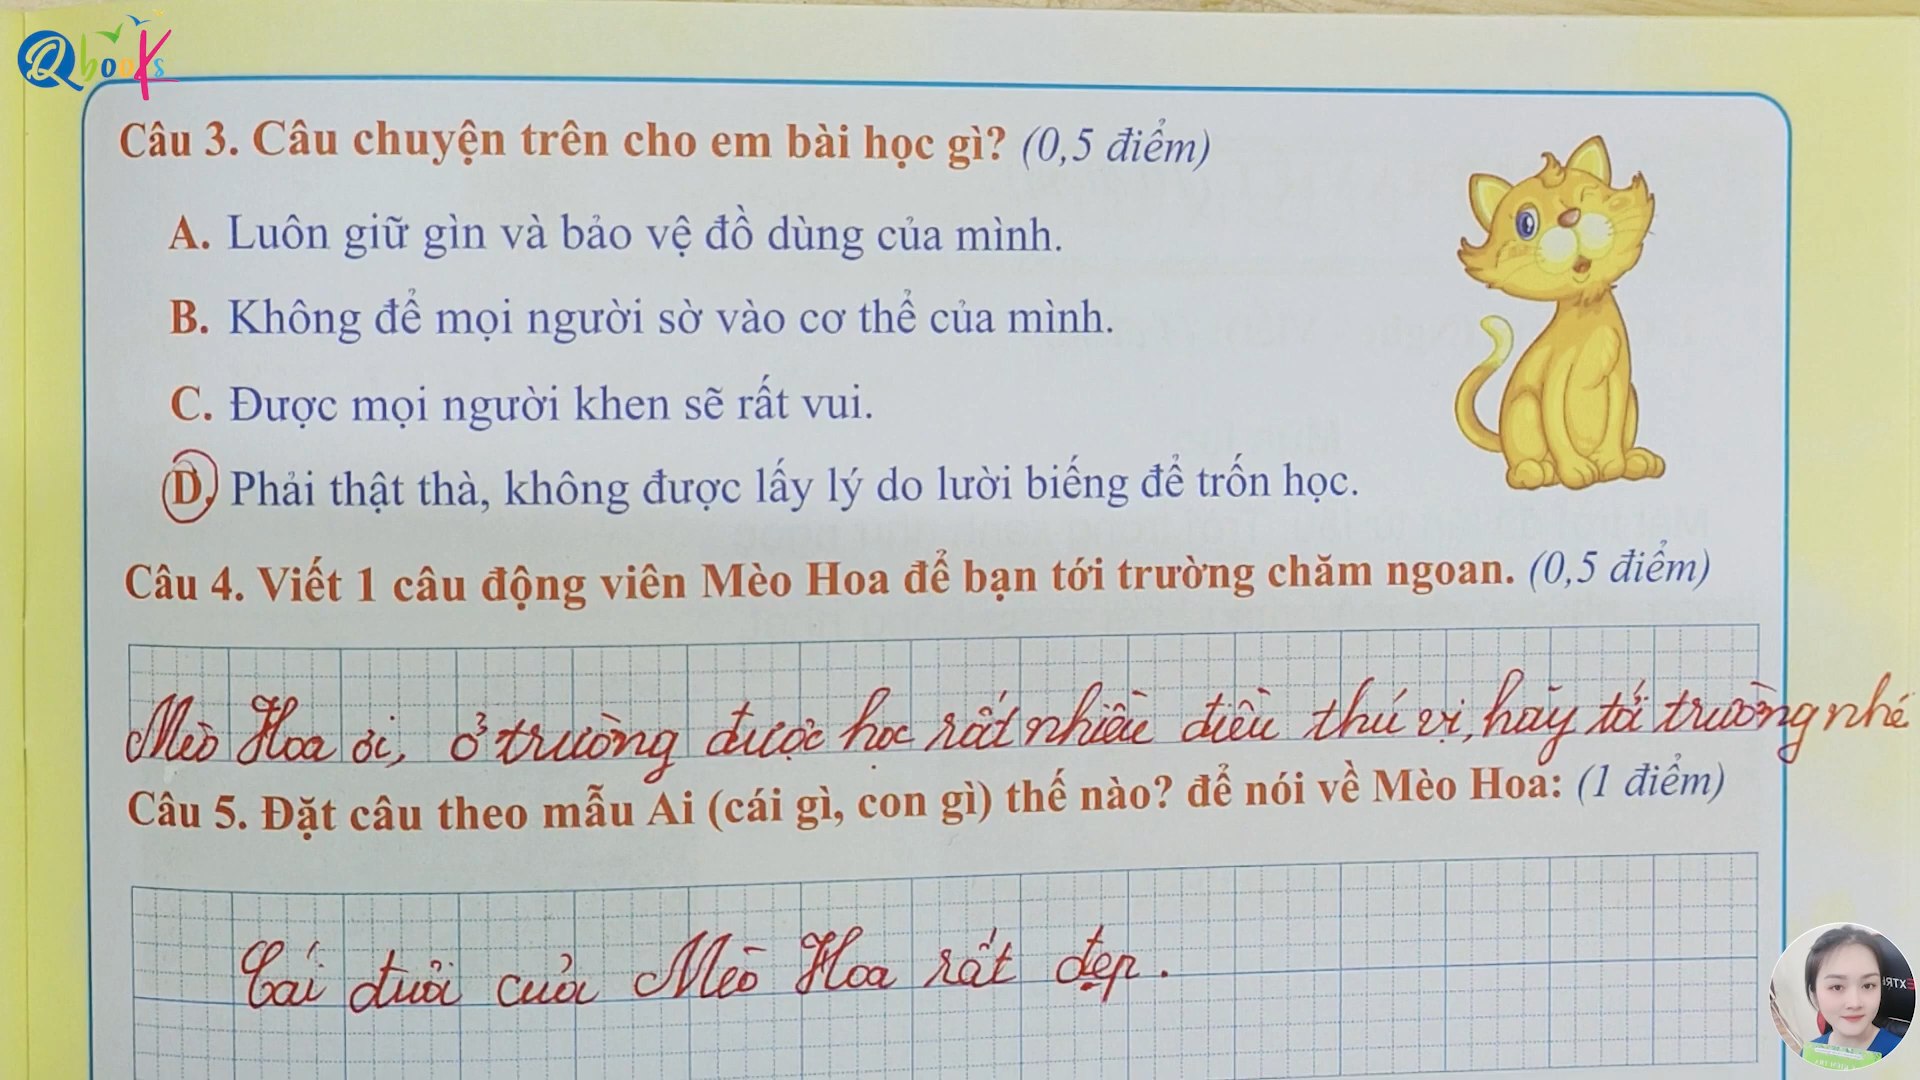 Qbooks
Câu 3. Câu chuyện trên cho em bài học gì? (0,5 điểm)
A. Luôn giữ gìn và bảo vệ đồ dùng của mình.
B. Không để mọi người sờ vào cơ thể của mình.
C. Được mọi người khen sẽ rất vui.
D. Phải thật thà, không được lấy lý do lười biếng để trốn học.
Câu 4. Viết 1 câu động viên Mèo Hoa để bạn tới trường chăm ngoan. (0,5 điểm)
Mèo Hoa ơi, ở trường được học rất nhiều điều thú vị, hãy tới trường nhé
Câu 5. Đặt câu theo mẫu Ai (cái gì, con gì) thế nào? để nói về Mèo Hoa: (1 điểm)
Cái đuôi của Mèo Hoa rất đẹp.